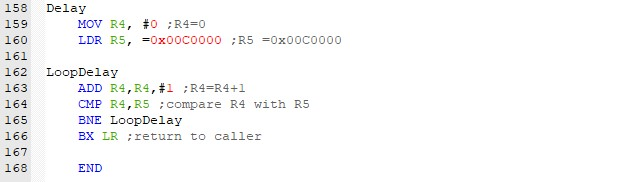 158 Delay
159 MOV R4, #0 ;R4=0
160 LDR R5, =0x00C0000 ;R5 =0x00C0000
161
162 LoopDelay
163 ADD R4,R4,#1 ;R4=R4+1
164 CMP R4,R5 ;compare R4 with R5
165 BNE LoopDelay
166 BX LR ;return to caller
167
168 END